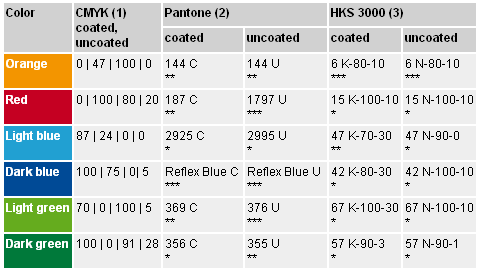 Color CMYK (1) Pantone (2) HKS 3000 (3)
coated,
uncoated coated uncoated coated uncoated
Orange 0 | 47 | 100 | 0 144 C 144 U 6 K-80-10 6 N-80-10
** ** *** ***
Red 0 | 100 | 80 | 20 187 C 1797 U 15 K-100-10 15 N-100-10
** *** * *
Light blue 87 | 24 | 0 | 0 2925 C 2995 U 47 K-70-30 47 N-90-0
* * ** *
Dark blue 100 | 75 | 0| 5 Reflex Blue C Reflex Blue U 42 K-80-30 42 N-100-10
*** *** * *
Light green 70 | 0 | 100 | 5 369 C 376 U 67 K-100-30 67 N-100-10
** *** * *
Dark green 100 | 0 | 91 | 28 356 C 355 U 57 K-90-3 57 N-90-1
* ** * *